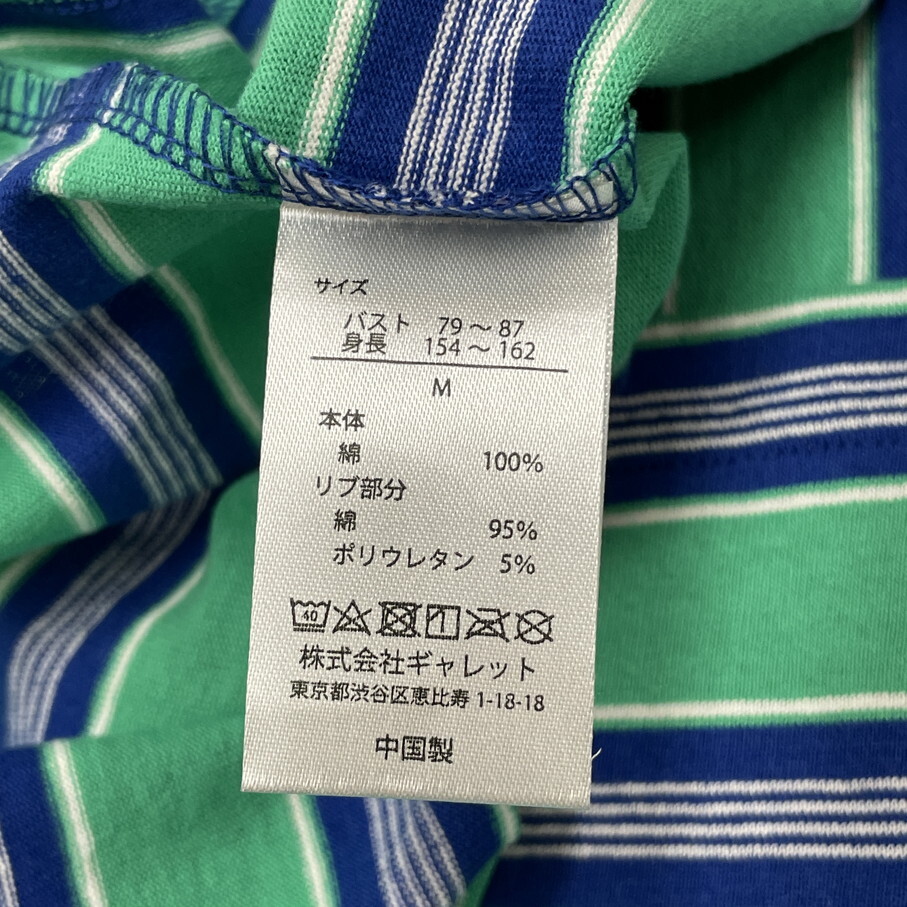 サイズ
バスト 79～87
身長 154～162
M
本体
綿 100%
リブ部分
綿 95%
ポリウレタン 5%
40
株式会社ギャレット
東京都渋谷区恵比寿 1-18-18
中国製